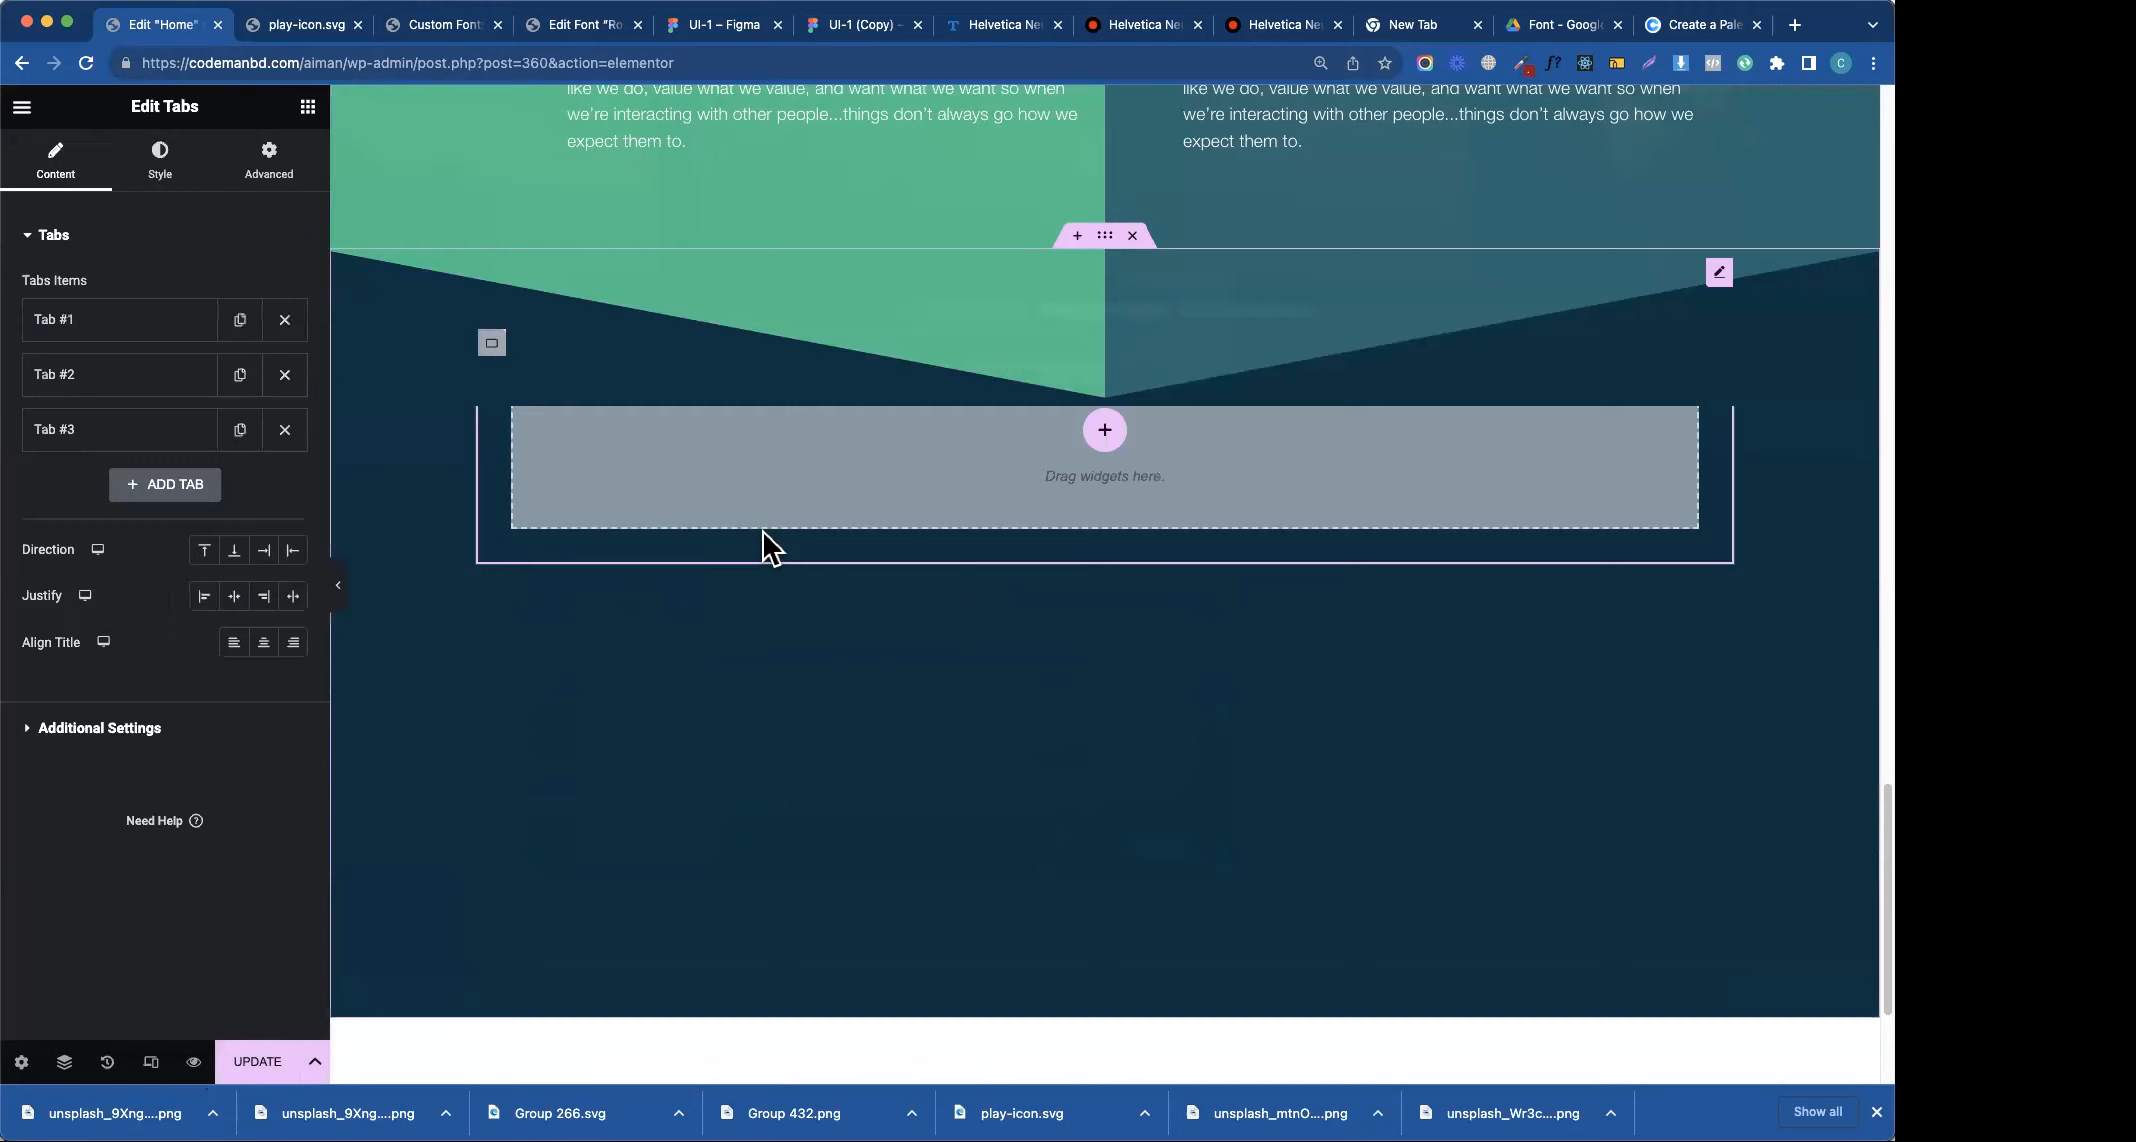 Edit "Home"
play-icon.svg
Custom Font
Edit Font "Ro
UI-1 – Figma
UI-1 (Copy) –
Helvetica Ne
Helvetica Ne
Helvetica Ne
New Tab
Font - Google
Create a Pale
https://codemanbd.com/aiman/wp-admin/post.php?post=360&action=elementor
f?
C
Edit Tabs
Content
Style
Advanced
Tabs
Tabs Items
Tab #1
Tab #2
Tab #3
+ ADD TAB
Direction
Justify
Align Title
Additional Settings
Need Help ?
UPDATE
like we do, value what we value, and want what we want so when
we're interacting with other people...things don't always go how we
expect them to.
like we do, value what we value, and want what we want so when
we're interacting with other people...things don't always go how we
expect them to.
Drag widgets here.
unsplash_9Xng....png
unsplash_9Xng....png
Group 266.svg
Group 432.png
play-icon.svg
unsplash_mtnO....png
unsplash_Wr3c....png
Show all